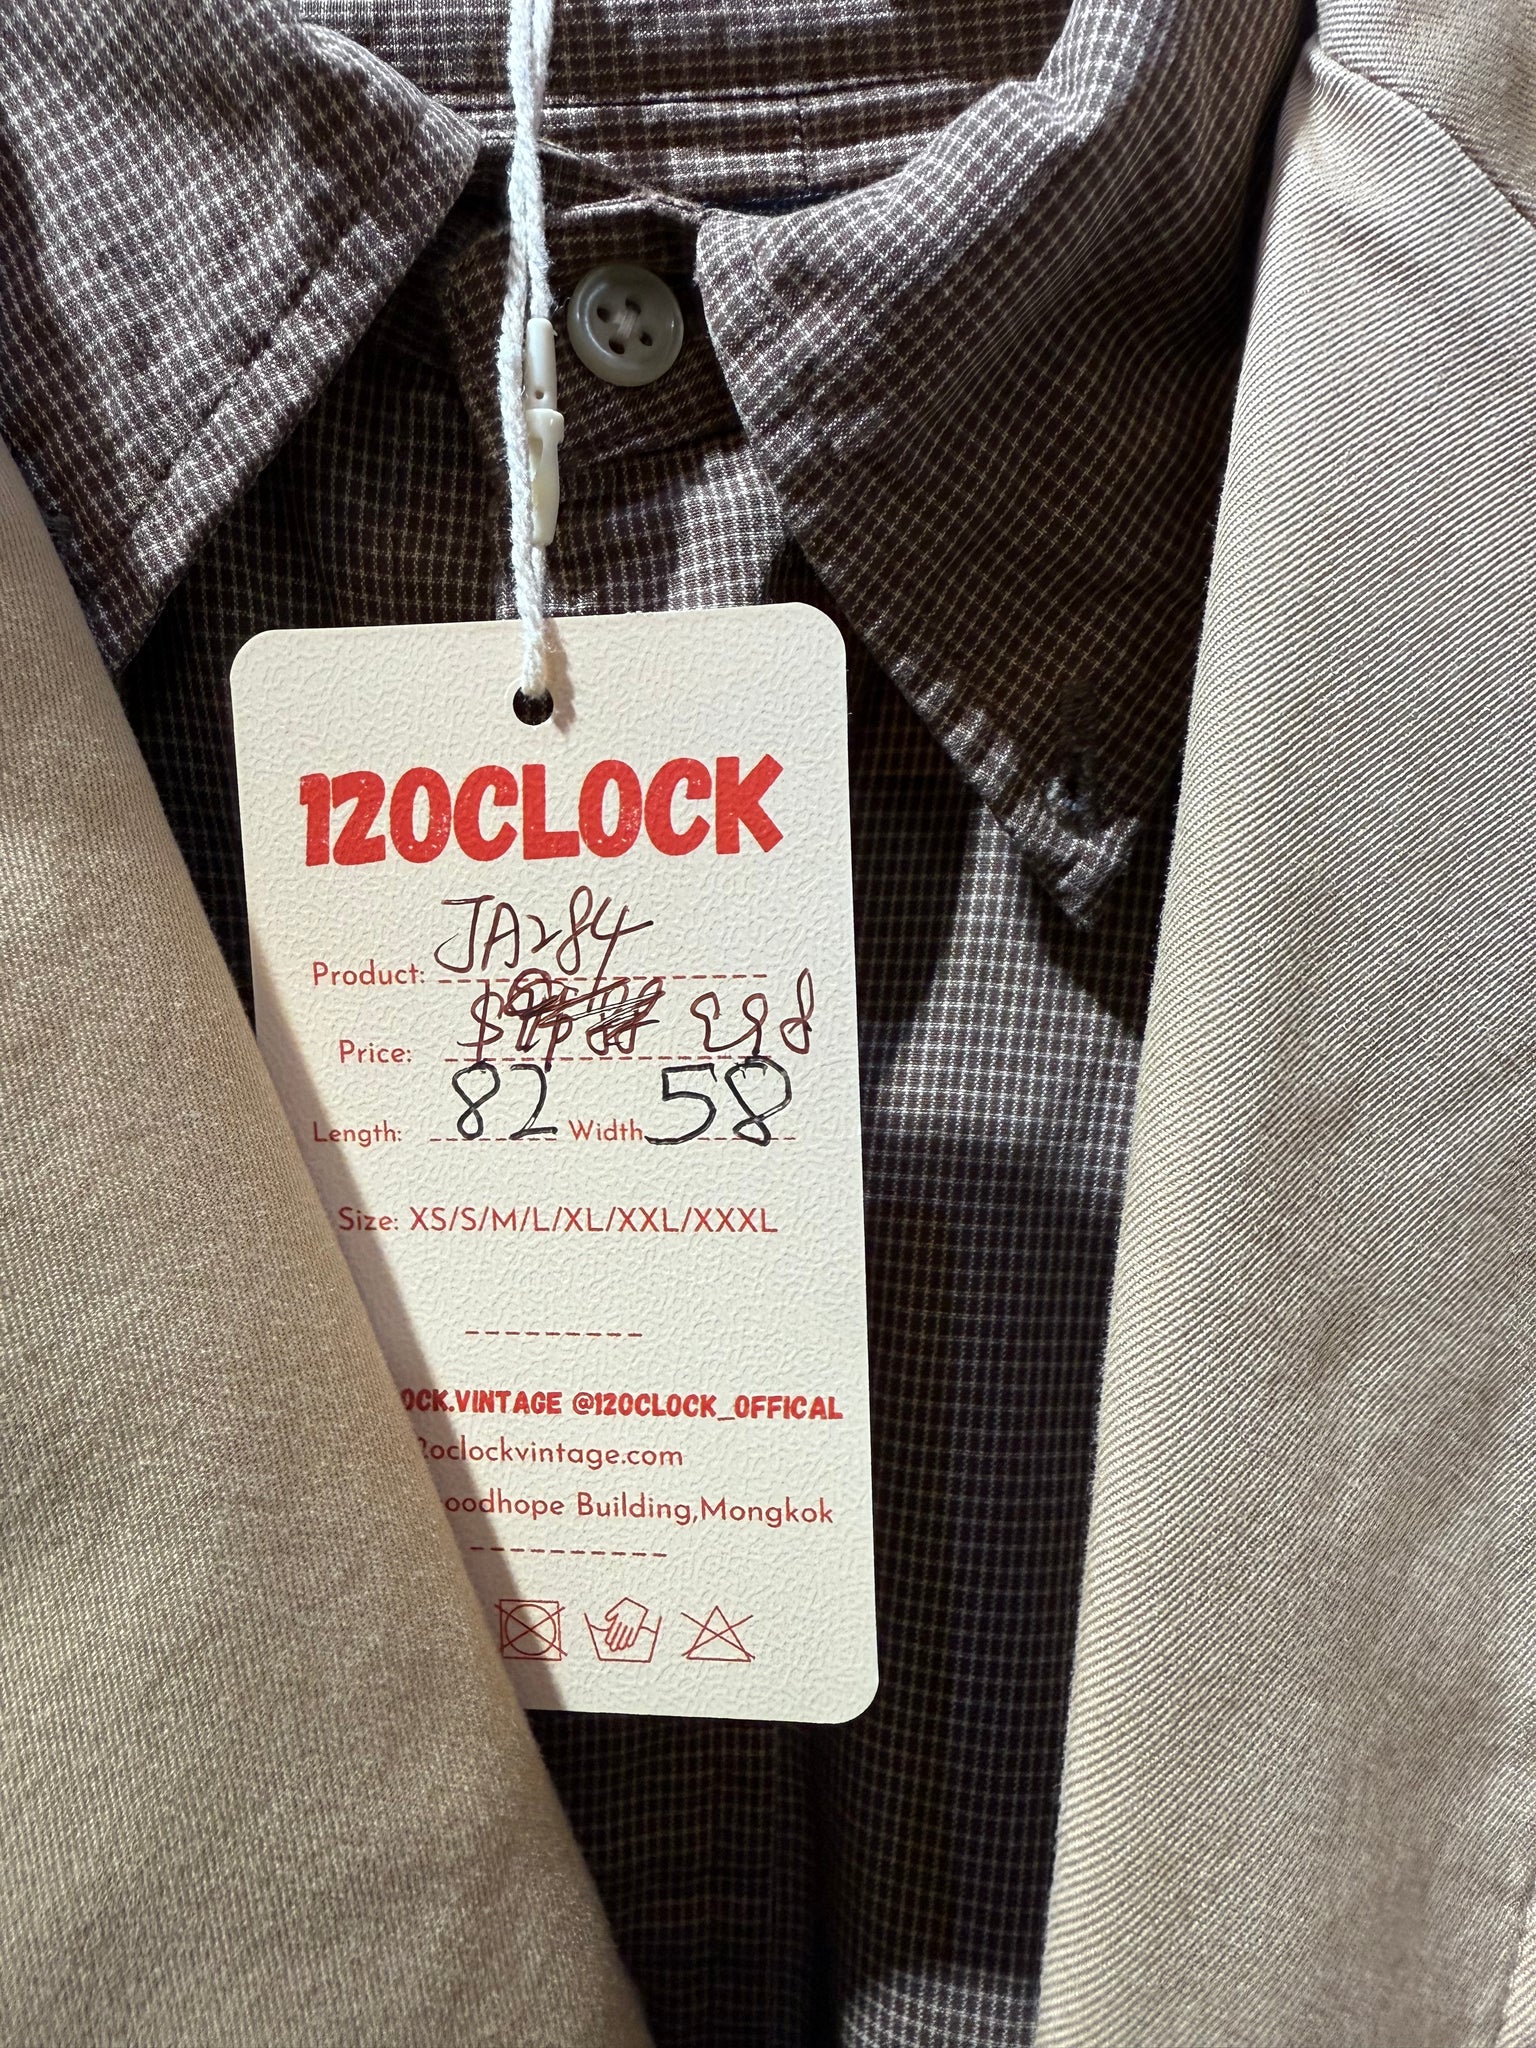 12OCLOCK
Product: JA284
Price: $ 298
Length: 82 Width 58
Size: XS/S/M/L/XL/XXL/XXXL
OCK.VINTAGE @12OCLOCK_OFFICAL
2oclockvintage.com
oodhope Building,Mongkok